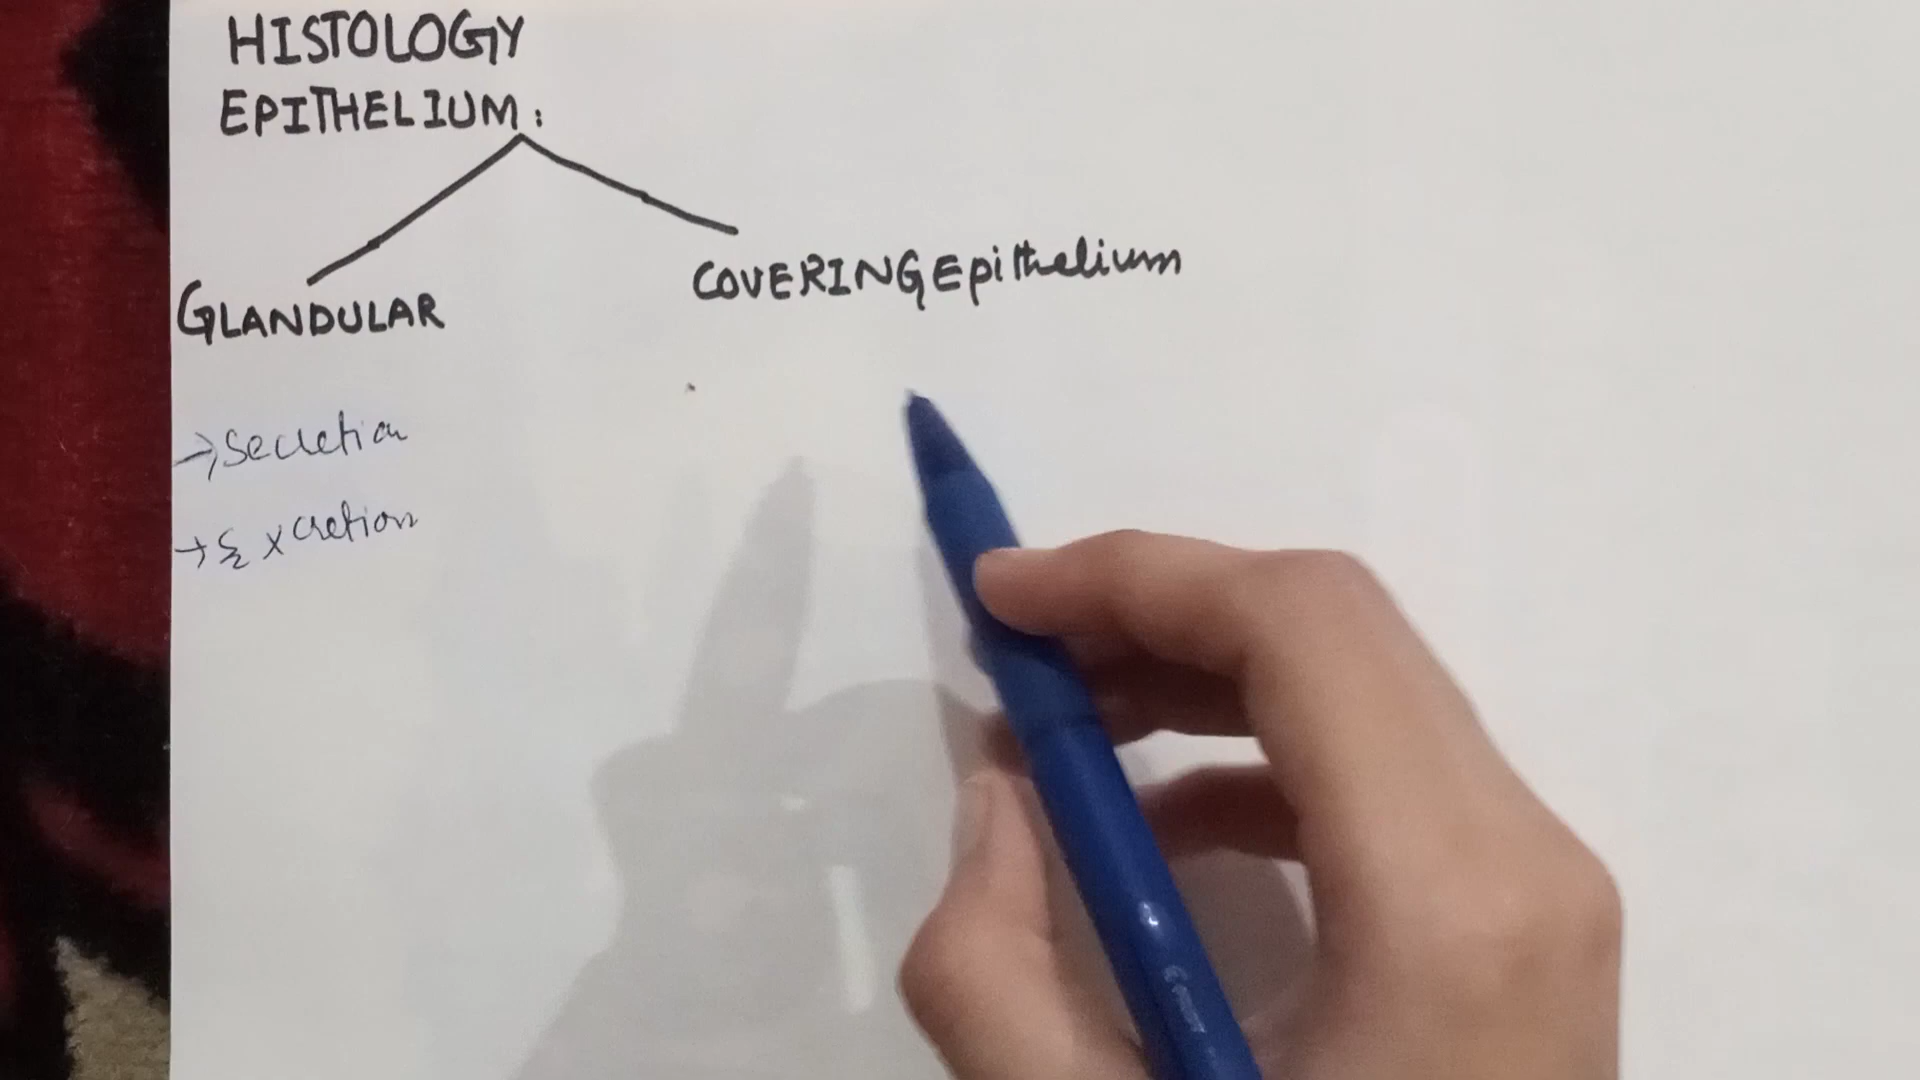 HISTOLOGY
EPITHELIUM:
GLANDULAR
COVERING Epithelium
→ Secretion
→ Excretion